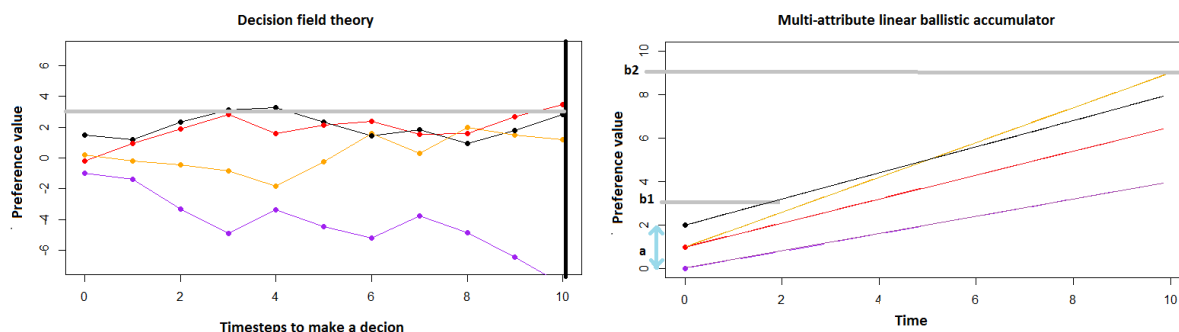 Decision field theory
Preference value
6
4
2
0
-2
-4
-6
0
2
4
6
8
10
Timesteps to make a decion
Multi-attribute linear ballistic accumulator
Preference value
b2
b1
a
10
8
6
4
2
0
0
2
4
6
8
10
Time